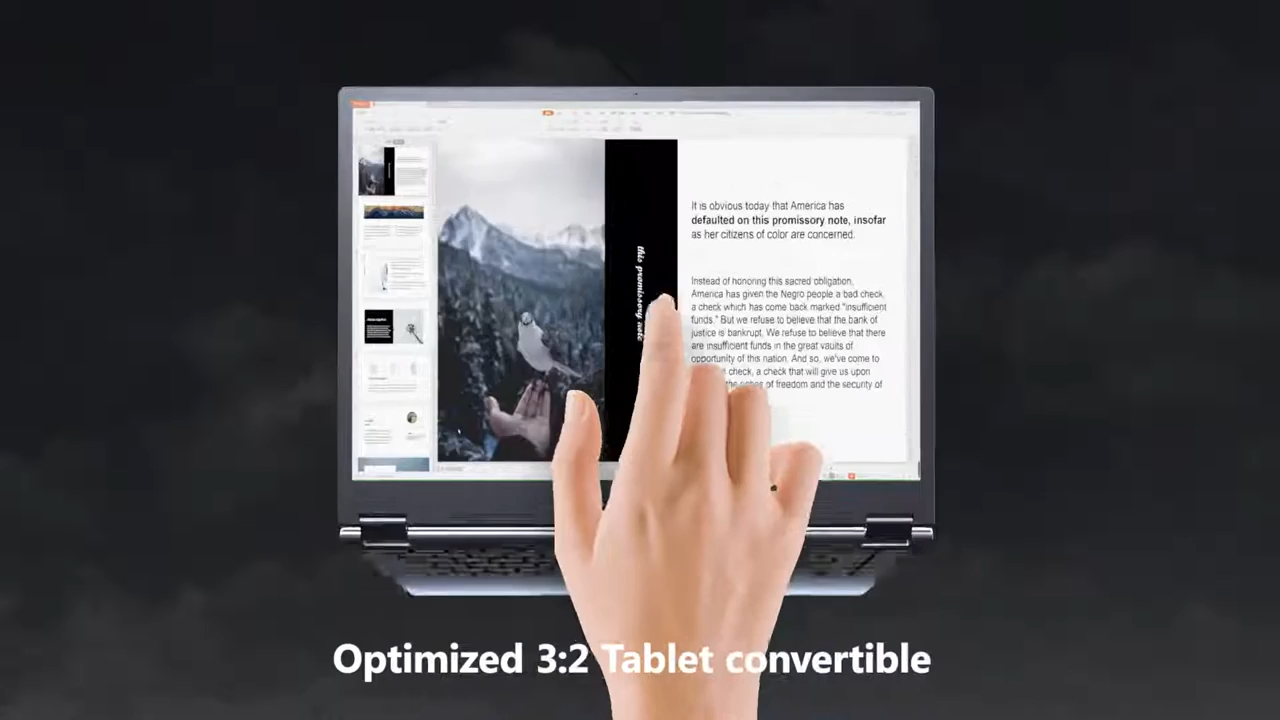 It is obvious today that America has
defaulted on this promissory note, insofar
as her citizens of color are concerned.
this promissory note
Instead of honoring this sacred obligation,
America has given the Negro people a bad check,
a check which has come back marked "insufficient
funds." But we refuse to believe that the bank of
justice is bankrupt. We refuse to believe that there
are insufficient funds in the great vaults of
opportunity of this nation. And so, we've come to
check, a check that will give us upon
the riches of freedom and the security of
Optimized 3:2 Tablet convertible